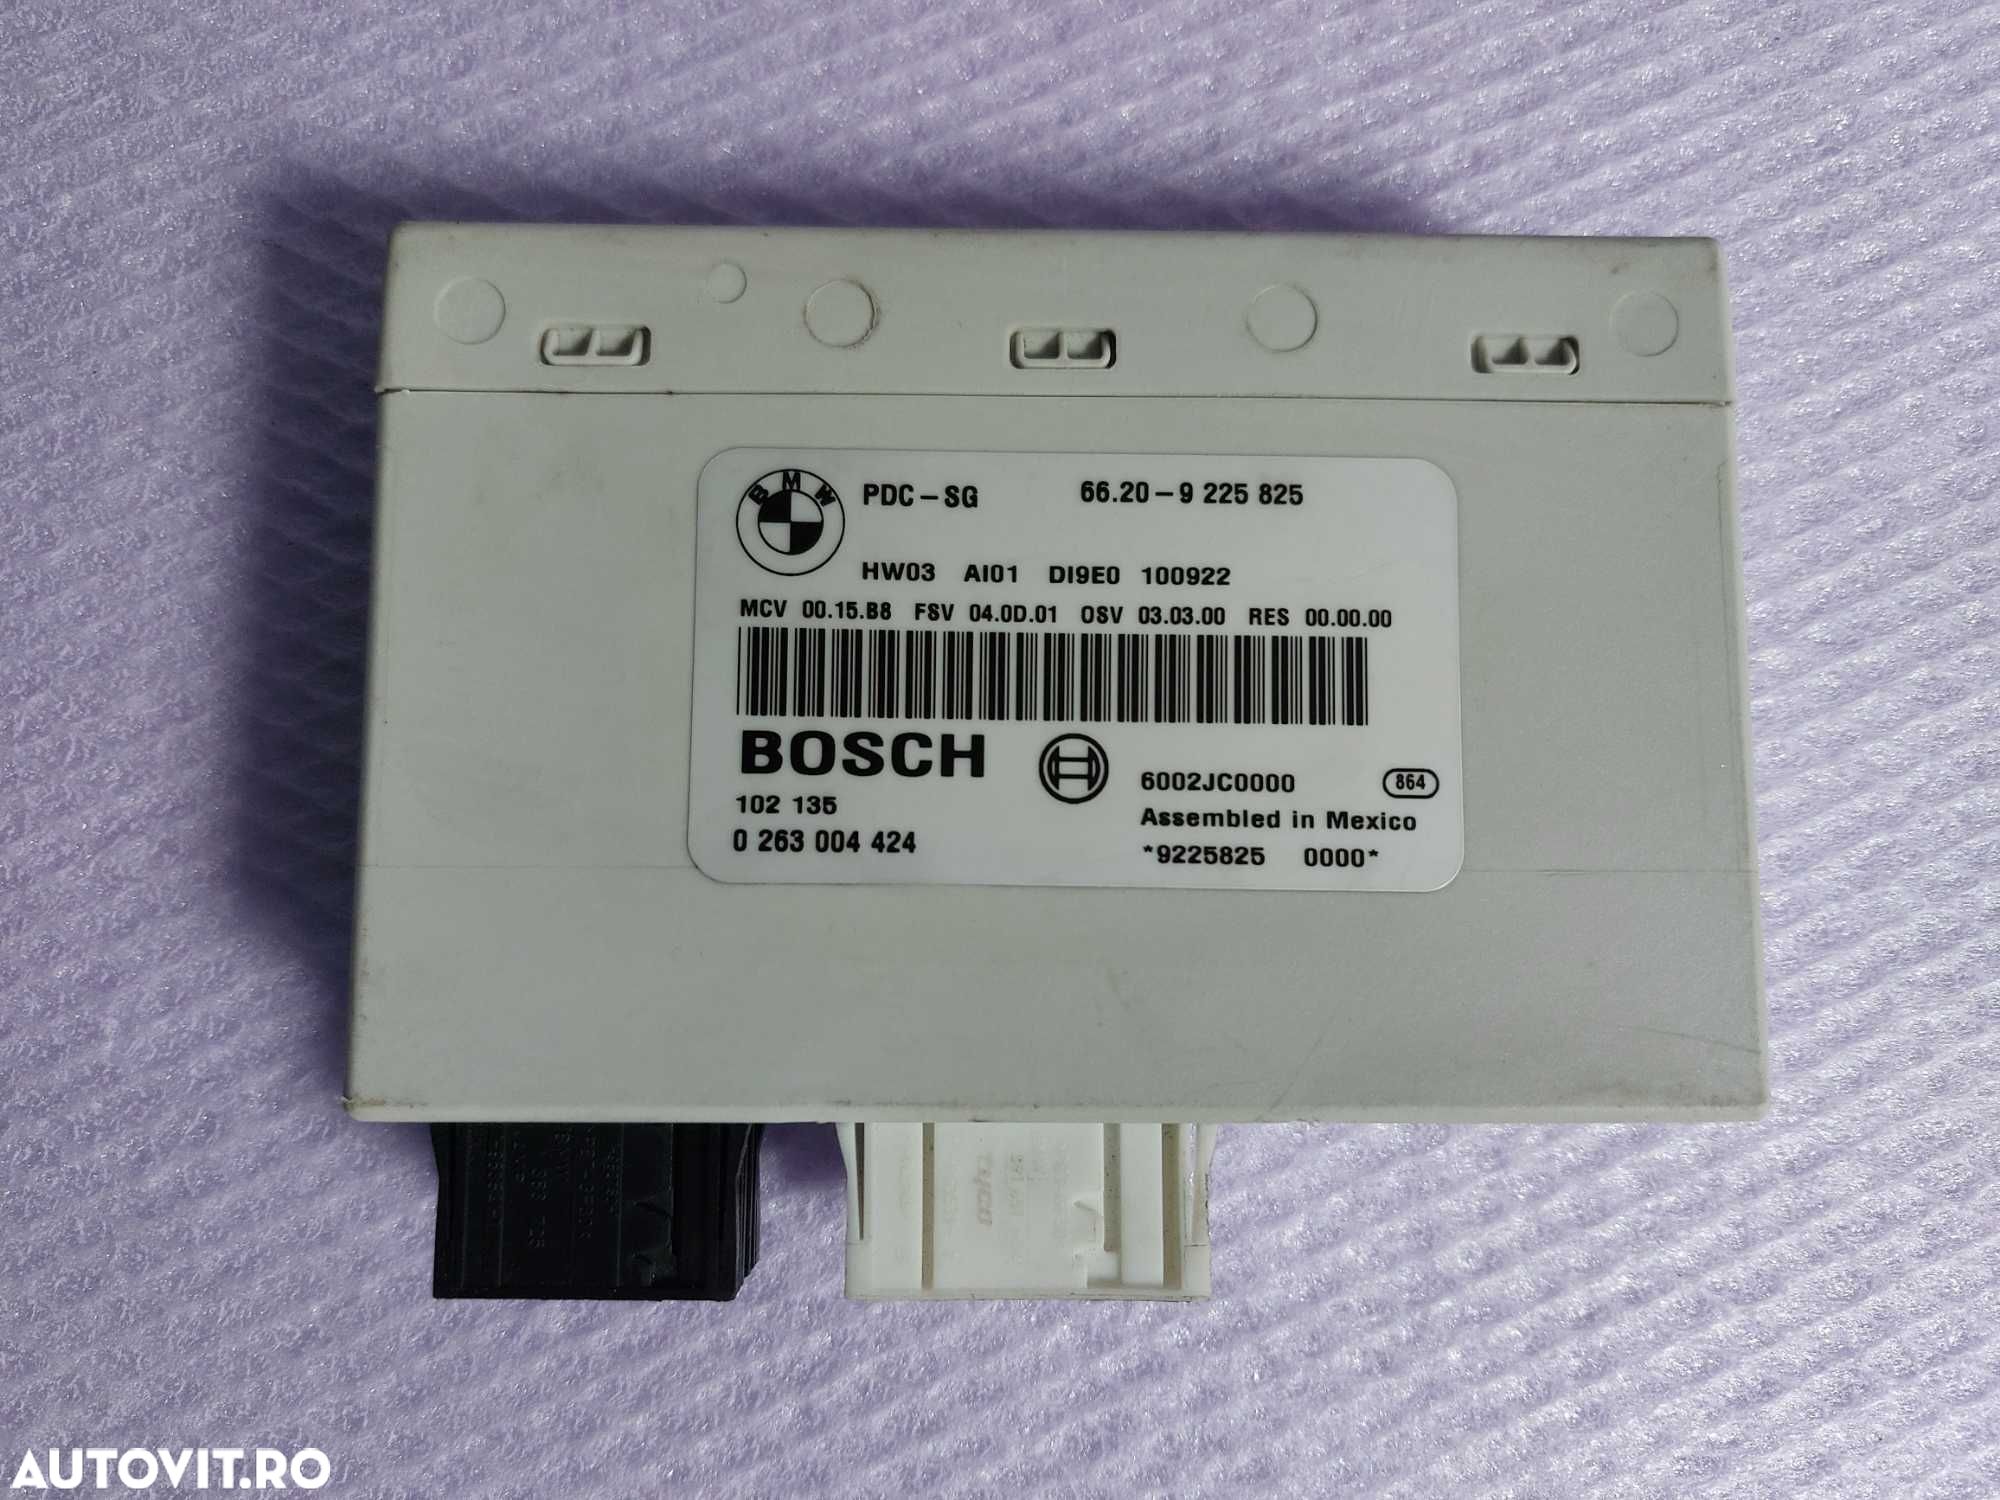 BMW PDC-SG 66.20-9 225 825
HW03 AI01 DI9E0 100922
MCV 00.15.B8 FSV 04.0D.01 OSV 03.03.00 RES 00.00.00
BOSCH
102 135
0 263 004 424
6002JC0000 864
Assembled in Mexico
*9225825 0000*
AUTOVIT.RO